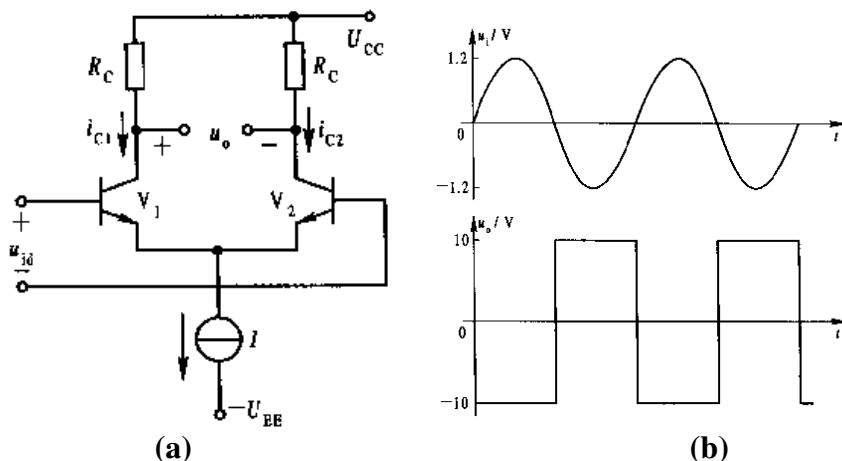 U_CC
R_C R_C
i_C1 + u_o − i_C2
V_1 V_2
+
u_id
−
I
−U_EE
(a)
u_i / V
1.2
0
t
−1.2
u_o / V
10
0
t
−10
(b)